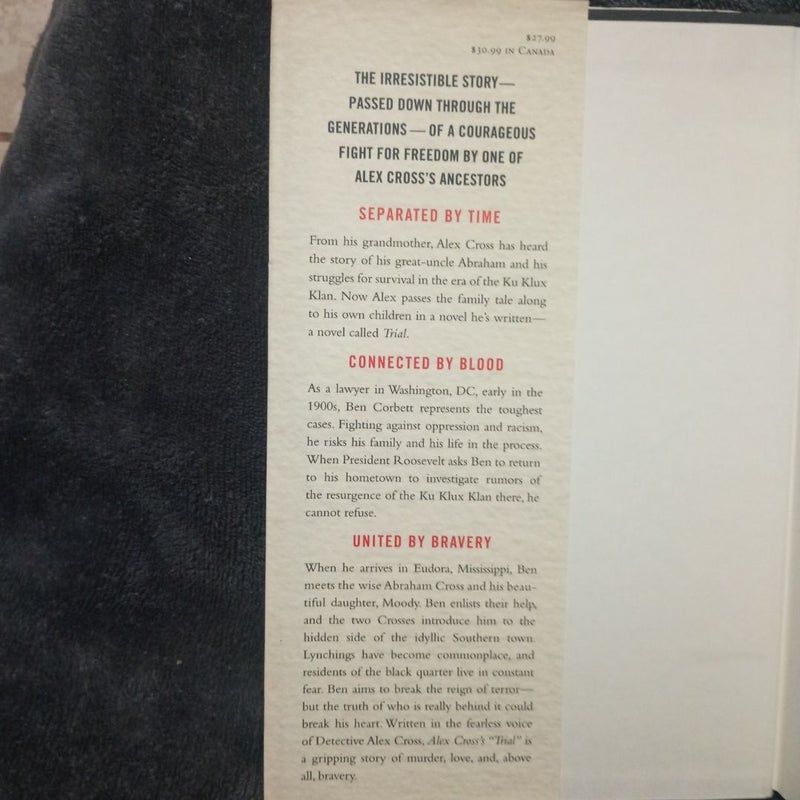 $27.99
$30.99 IN CANADA
THE IRRESISTIBLE STORY—
PASSED DOWN THROUGH THE
GENERATIONS — OF A COURAGEOUS
FIGHT FOR FREEDOM BY ONE OF
ALEX CROSS'S ANCESTORS
SEPARATED BY TIME
From his grandmother, Alex Cross has heard
the story of his great-uncle Abraham and his
struggles for survival in the era of the Ku Klux
Klan. Now Alex passes the family tale along
to his own children in a novel he's written—
a novel called Trial.
CONNECTED BY BLOOD
As a lawyer in Washington, DC, early in the
1900s, Ben Corbett represents the toughest
cases. Fighting against oppression and racism,
he risks his family and his life in the process.
When President Roosevelt asks Ben to return
to his hometown to investigate rumors of
the resurgence of the Ku Klux Klan there, he
cannot refuse.
UNITED BY BRAVERY
When he arrives in Eudora, Mississippi, Ben
meets the wise Abraham Cross and his beau-
tiful daughter, Moody. Ben enlists their help,
and the two Crosses introduce him to the
hidden side of the idyllic Southern town.
Lynchings have become commonplace, and
residents of the black quarter live in constant
fear. Ben aims to break the reign of terror—
but the truth of who is really behind it could
break his heart. Written in the fearless voice
of Detective Alex Cross, Alex Cross's "Trial" is
a gripping story of murder, love, and, above
all, bravery.